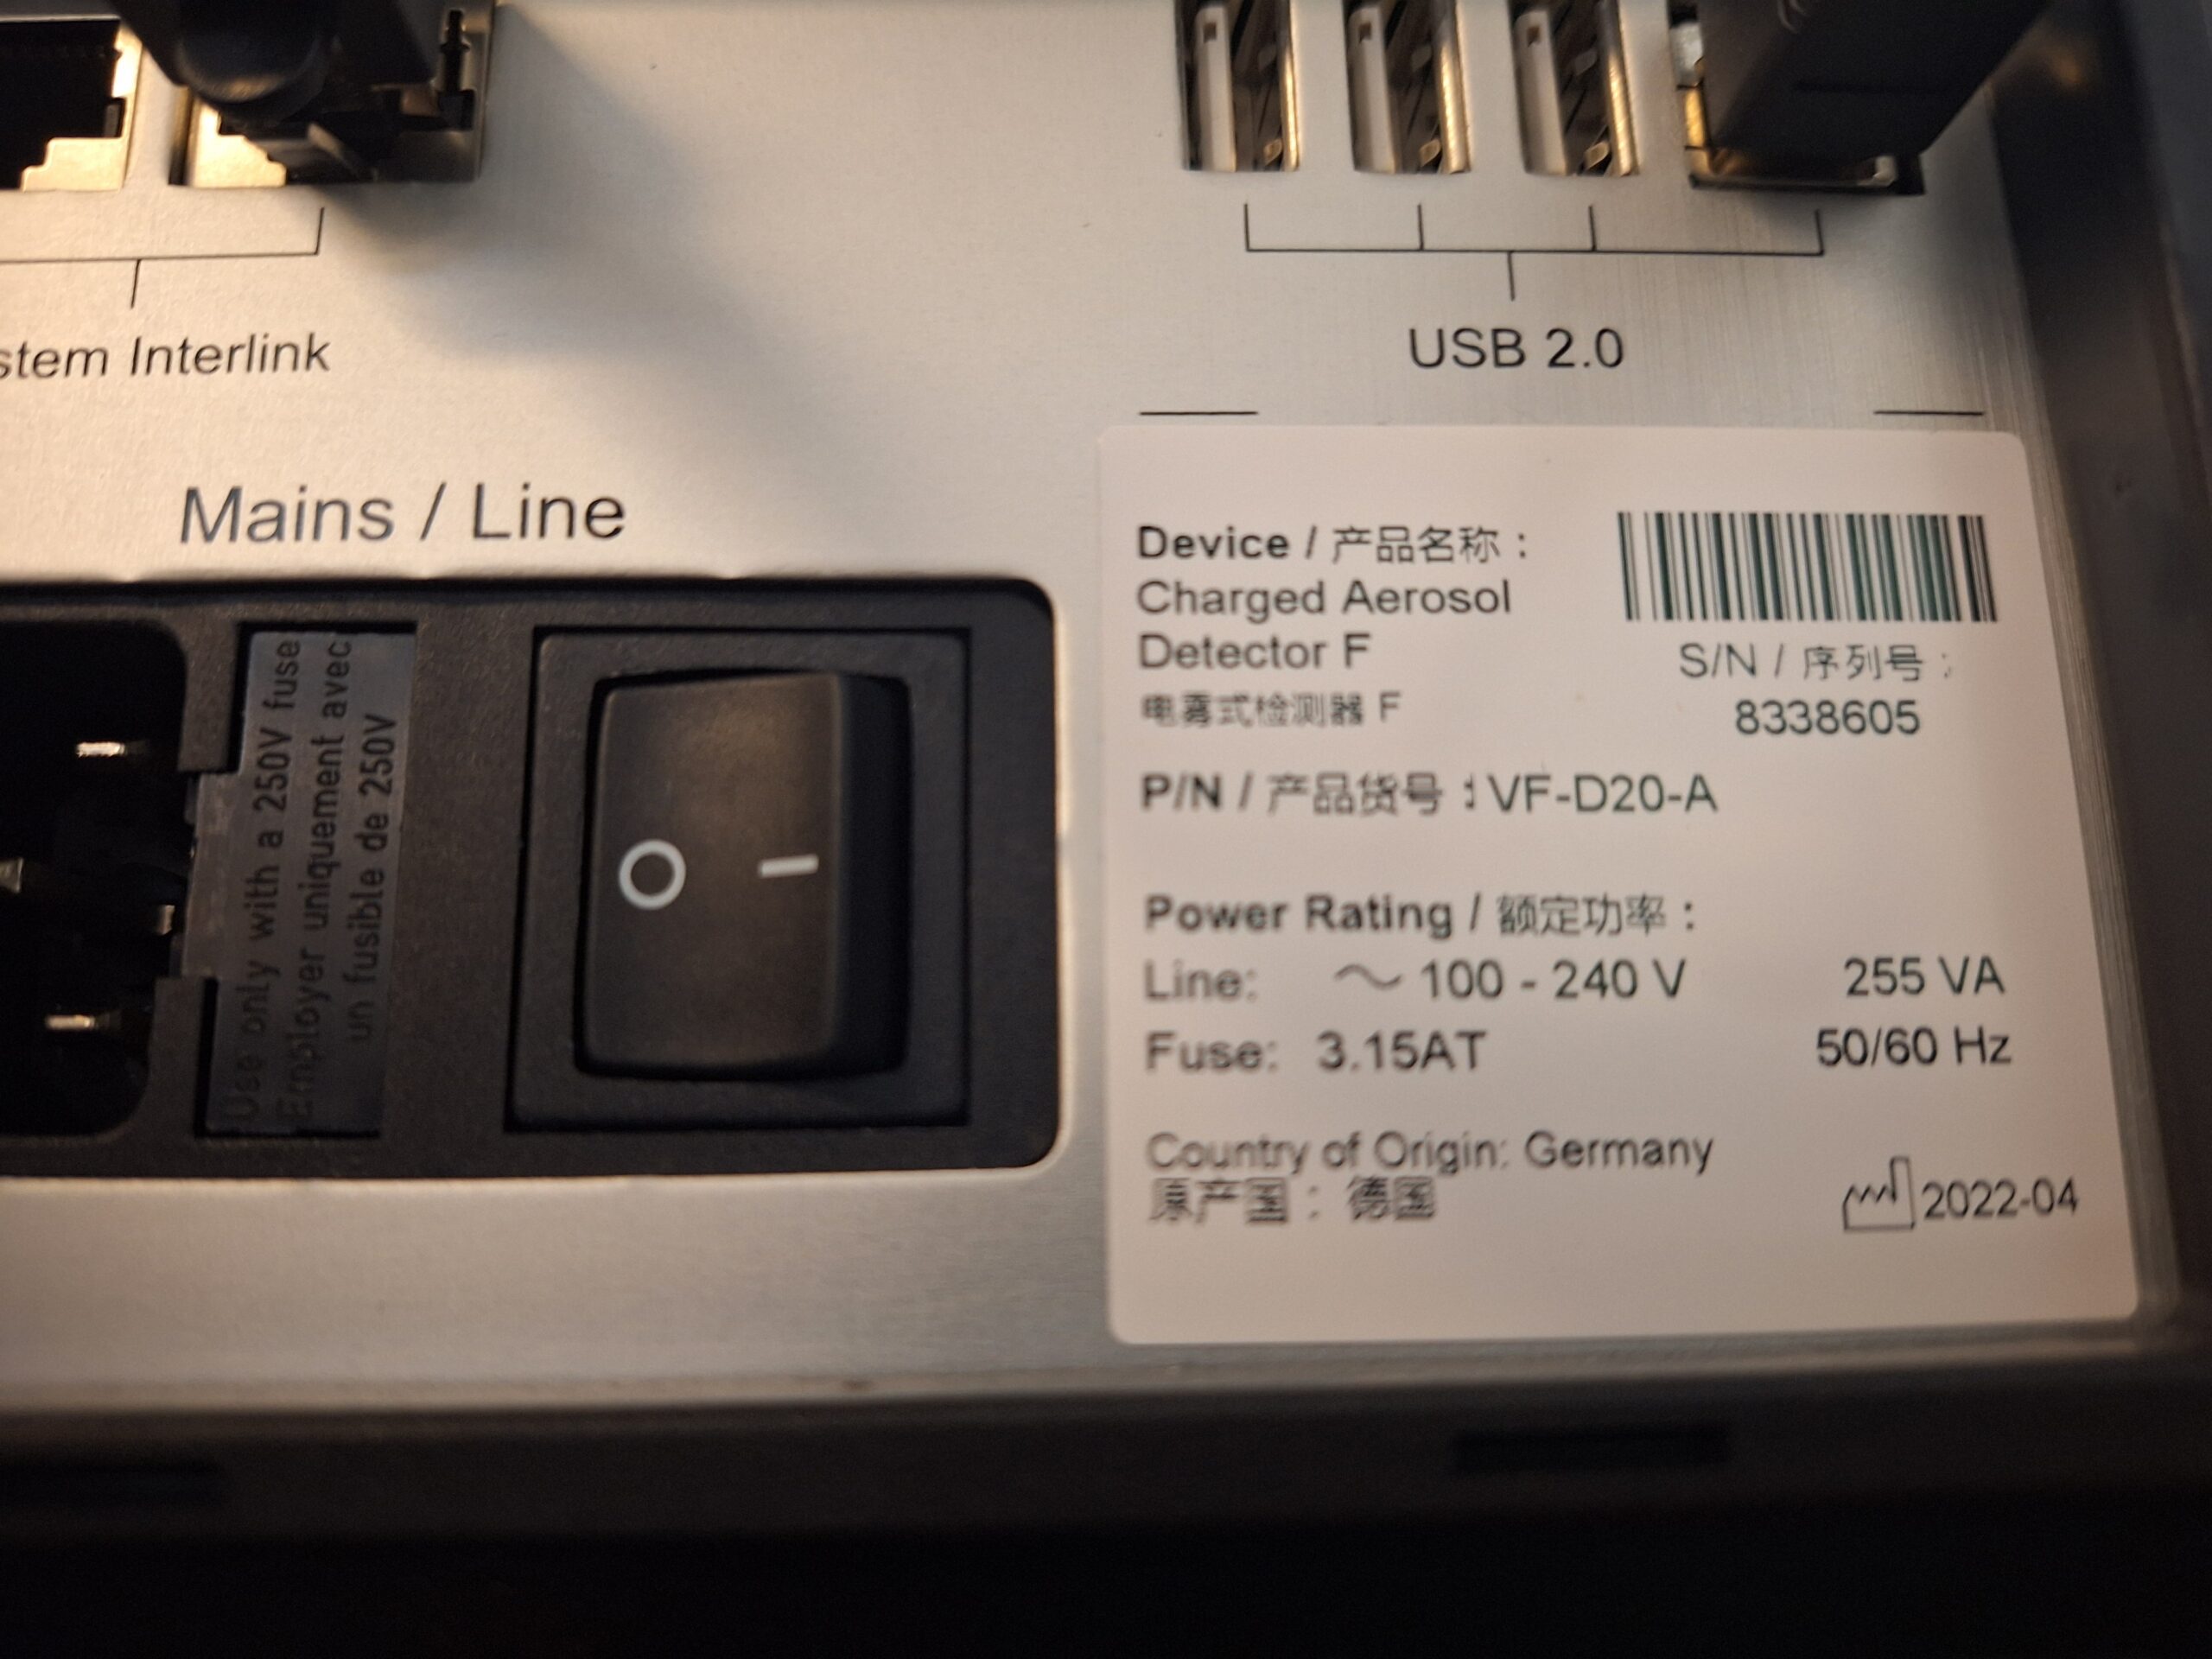 stem Interlink
USB 2.0
Mains / Line
Use only with a 250V fuse
Employer uniquement avec
un fusible de 250V
O I
Device / 产品名称：
Charged Aerosol
Detector F
电雾式检测器 F
S/N / 序列号：
8338605
P/N / 产品货号：VF-D20-A
Power Rating / 额定功率：
Line: ～ 100 - 240 V 255 VA
Fuse: 3.15AT 50/60 Hz
Country of Origin: Germany
原产国：德国
2022-04